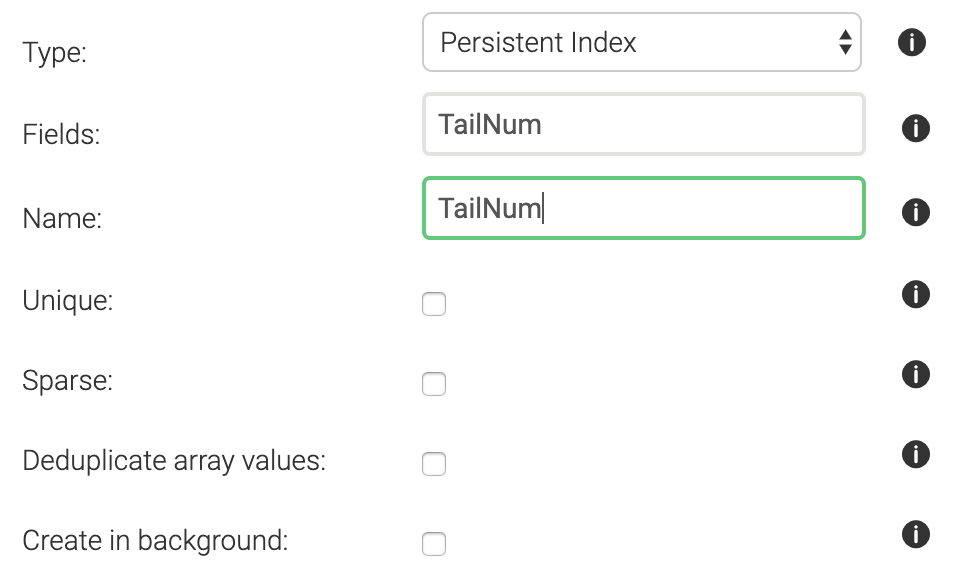 Type: Persistent Index
Fields: TailNum
Name: TailNum
Unique:
Sparse:
Deduplicate array values:
Create in background: